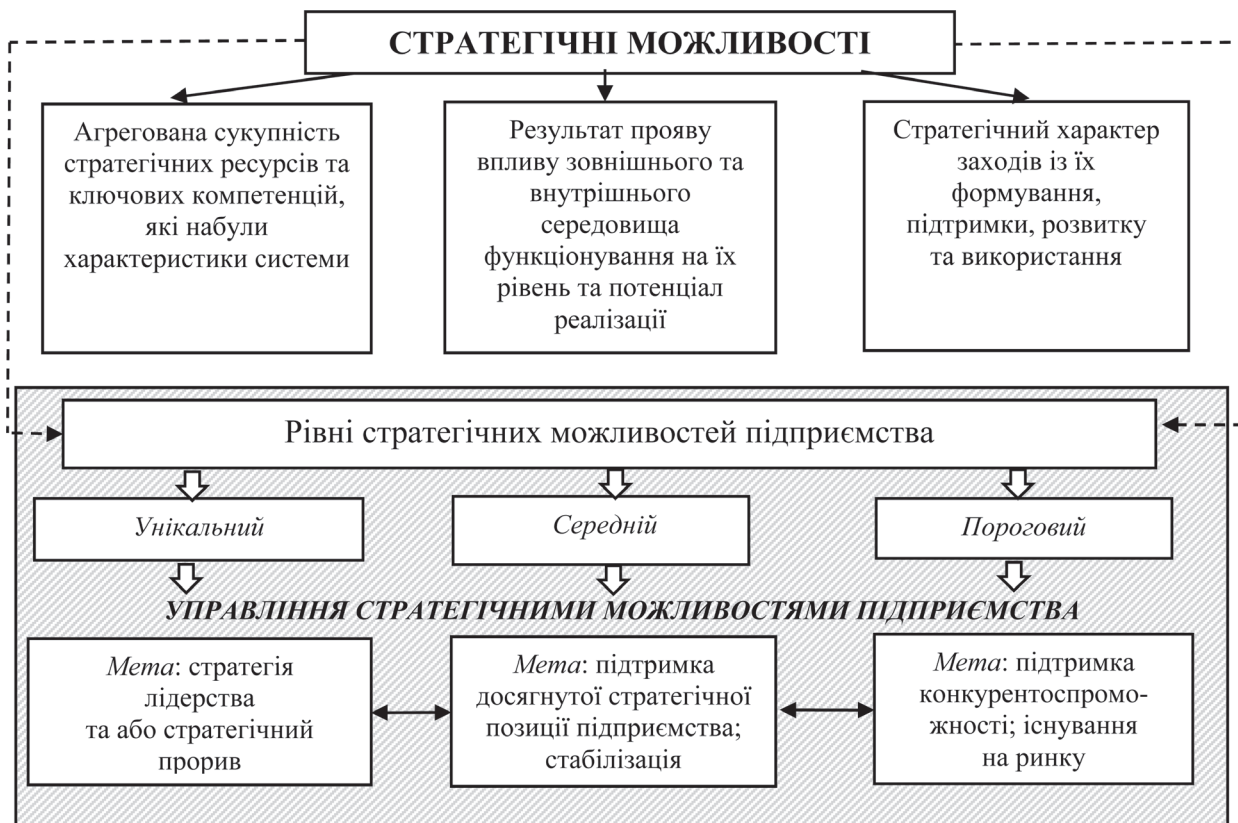 СТРАТЕГІЧНІ МОЖЛИВОСТІ
Агрегована сукупність
стратегічних ресурсів та
ключових компетенцій,
які набули
характеристики системи
Результат прояву
впливу зовнішнього та
внутрішнього
середовища
функціонування на їх
рівень та потенціал
реалізації
Стратегічний характер
заходів із їх
формування,
підтримки, розвитку
та використання
Рівні стратегічних можливостей підприємства
Унікальний
Середній
Пороговий
УПРАВЛІННЯ СТРАТЕГІЧНИМИ МОЖЛИВОСТЯМИ ПІДПРИЄМСТВА
Мета: стратегія
лідерства
та або стратегічний
прорив
Мета: підтримка
досягнутої стратегічної
позиції підприємства;
стабілізація
Мета: підтримка
конкурентоспромо-
жності; існування
на ринку